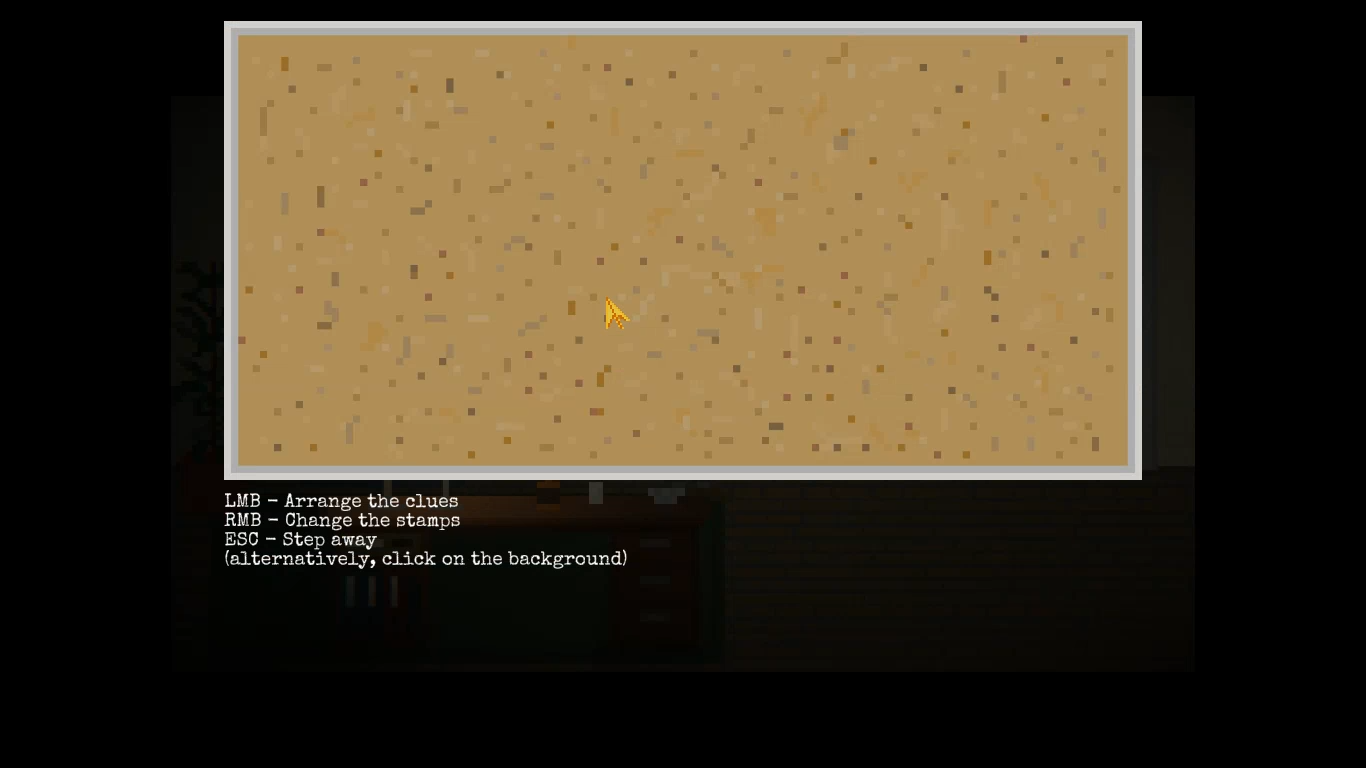 LMB - Arrange the clues
RMB - Change the stamps
ESC - Step away
(alternatively, click on the background)